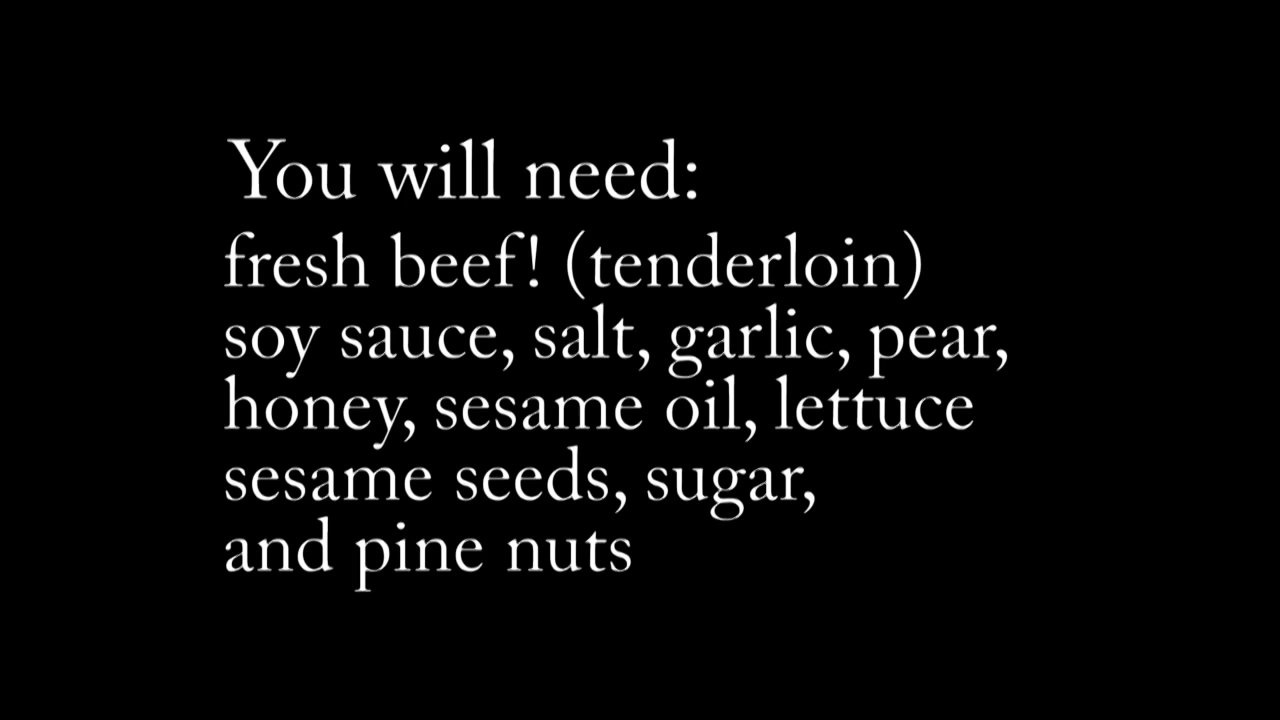 You will need:
fresh beef! (tenderloin)
soy sauce, salt, garlic, pear,
honey, sesame oil, lettuce
sesame seeds, sugar,
and pine nuts